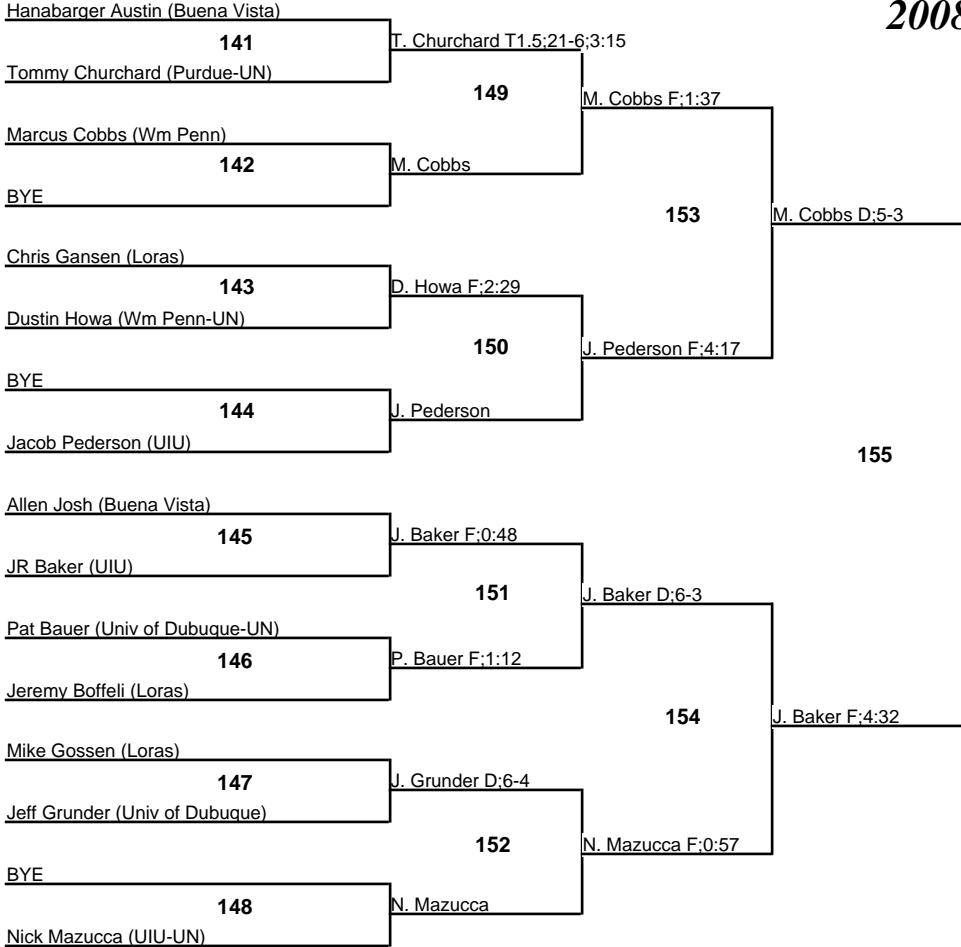 2008
Hanabarger Austin (Buena Vista)
141
T. Churchard T1.5;21-6;3:15
Tommy Churchard (Purdue-UN)
149
M. Cobbs F;1:37
Marcus Cobbs (Wm Penn)
142
M. Cobbs
BYE
153
M. Cobbs D;5-3
Chris Gansen (Loras)
143
D. Howa F;2:29
Dustin Howa (Wm Penn-UN)
150
J. Pederson F;4:17
BYE
144
J. Pederson
Jacob Pederson (UIU)
155
Allen Josh (Buena Vista)
145
J. Baker F;0:48
JR Baker (UIU)
151
J. Baker D;6-3
Pat Bauer (Univ of Dubuque-UN)
146
P. Bauer F;1:12
Jeremy Boffeli (Loras)
154
J. Baker F;4:32
Mike Gossen (Loras)
147
J. Grunder D;6-4
Jeff Grunder (Univ of Dubuque)
152
N. Mazucca F;0:57
BYE
148
N. Mazucca
Nick Mazucca (UIU-UN)